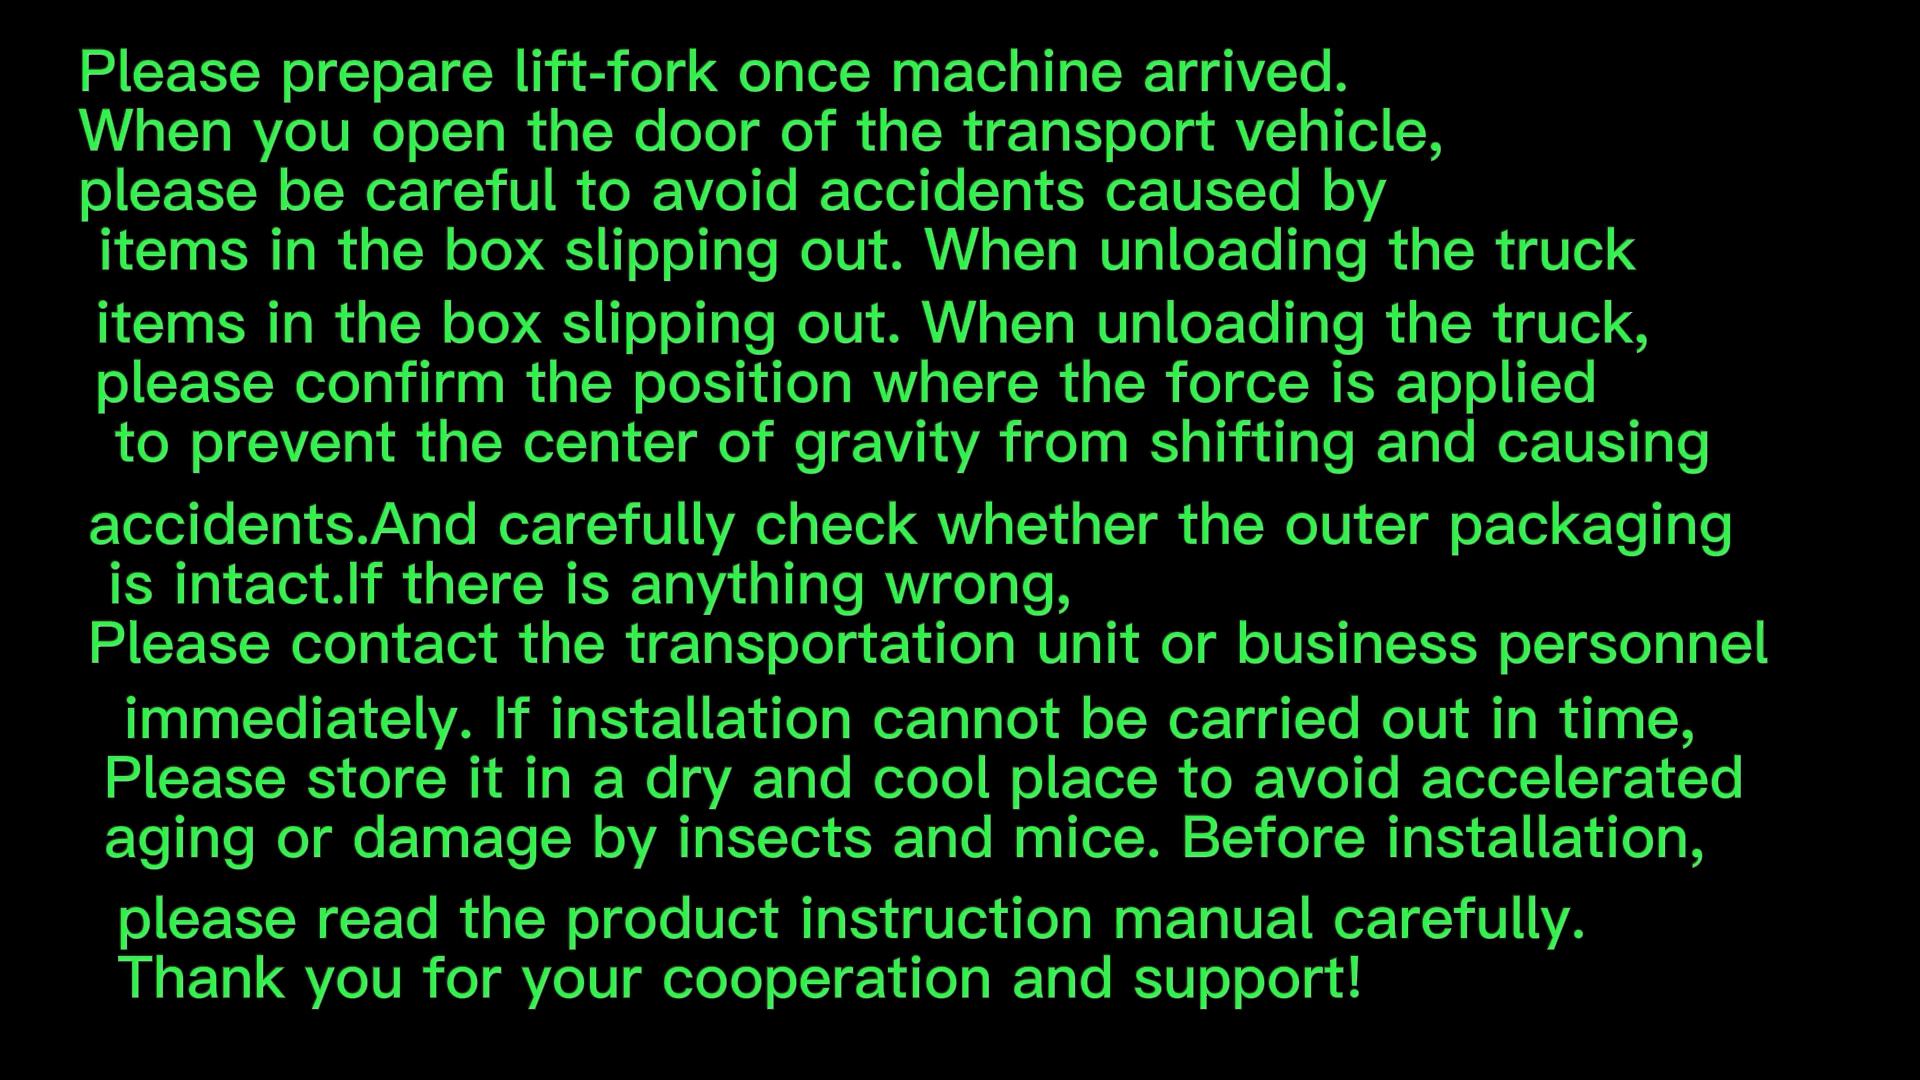 Please prepare lift-fork once machine arrived.
When you open the door of the transport vehicle,
please be careful to avoid accidents caused by
items in the box slipping out. When unloading the truck
items in the box slipping out. When unloading the truck,
please confirm the position where the force is applied
to prevent the center of gravity from shifting and causing
accidents.And carefully check whether the outer packaging
is intact.If there is anything wrong,
Please contact the transportation unit or business personnel
immediately. If installation cannot be carried out in time,
Please store it in a dry and cool place to avoid accelerated
aging or damage by insects and mice. Before installation,
please read the product instruction manual carefully.
Thank you for your cooperation and support!